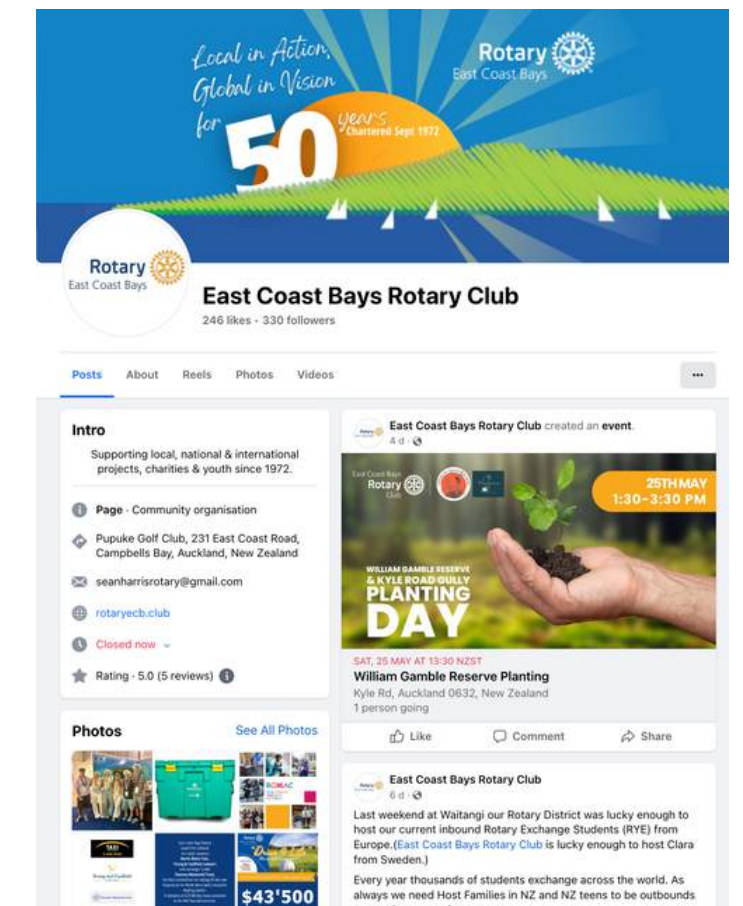 Local in Action,
Global in Vision
for
50
years
Chartered Sept 1972
Rotary
East Coast Bays
Rotary
East Coast Bays
East Coast Bays Rotary Club
246 likes • 330 followers
Posts About Reels Photos Videos
Intro
Supporting local, national & international
projects, charities & youth since 1972.
Page · Community organisation
Pupuke Golf Club, 231 East Coast Road,
Campbells Bay, Auckland, New Zealand
seanharrisrotary@gmail.com
rotaryecb.club
Closed now
Rating · 5.0 (5 reviews)
Photos
See All Photos
ROMAC
TAXI
$43'500
East Coast Bays Rotary Club created an event.
4 d
East Coast Bays
Rotary
Club
25TH MAY
1:30-3:30 PM
WILLIAM GAMBLE RESERVE
& KYLE ROAD GULLY
PLANTING
DAY
SAT, 25 MAY AT 13:30 NZST
William Gamble Reserve Planting
Kyle Rd, Auckland 0632, New Zealand
1 person going
Like Comment Share
East Coast Bays Rotary Club
6 d
Last weekend at Waitangi our Rotary District was lucky enough to
host our current inbound Rotary Exchange Students (RYE) from
Europe.(East Coast Bays Rotary Club is lucky enough to host Clara
from Sweden.)
Every year thousands of students exchange across the world. As
always we need Host Families in NZ and NZ teens to be outbounds